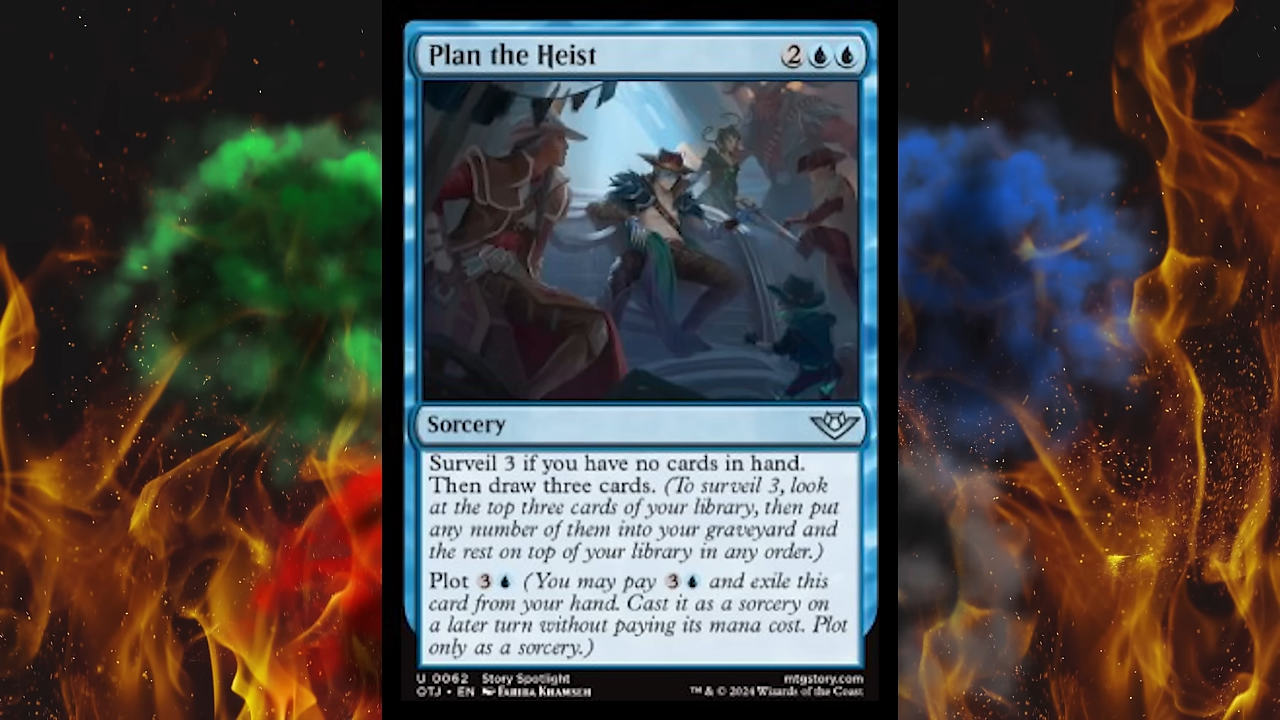 Plan the Heist 2
Sorcery
Surveil 3 if you have no cards in hand.
Then draw three cards. (To surveil 3, look
at the top three cards of your library, then put
any number of them into your graveyard and
the rest on top of your library in any order.)
Plot 3 (You may pay 3 and exile this
card from your hand. Cast it as a sorcery on
a later turn without paying its mana cost. Plot
only as a sorcery.)
U 0062 Story Spotlight mtgstory.com
OTJ • EN ™ & © 2024 Wizards of the Coast